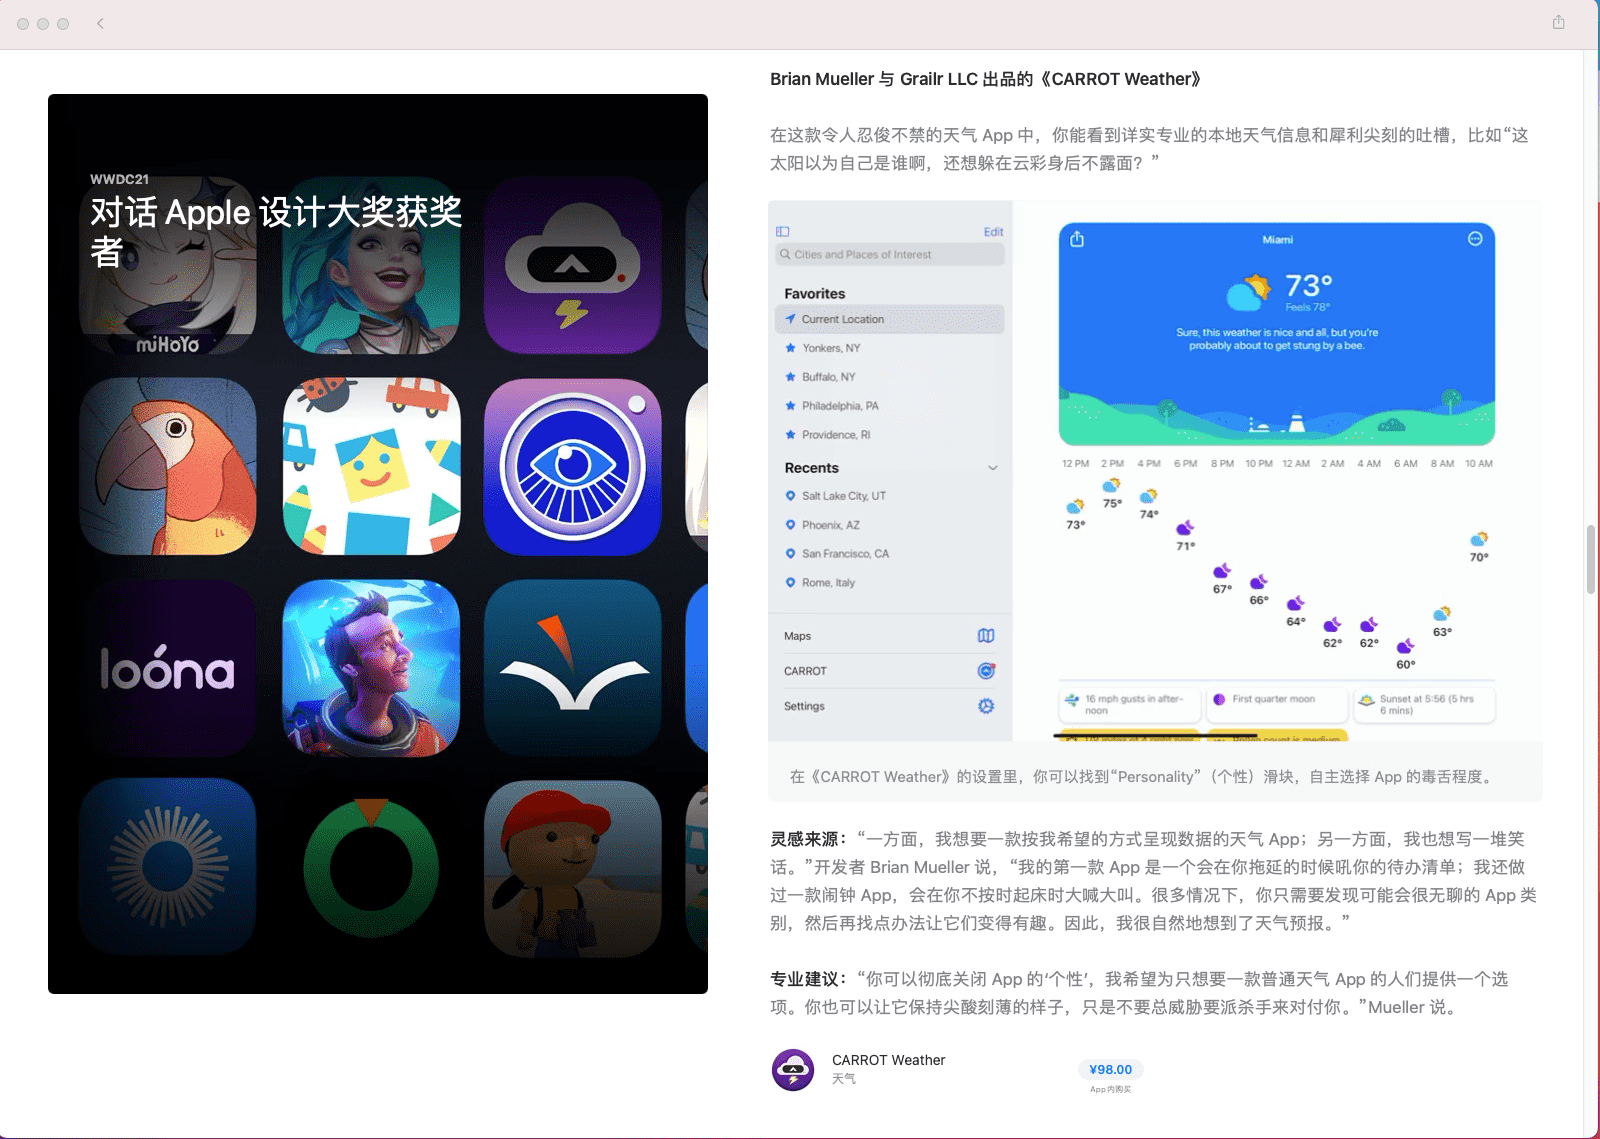 WWDC21
对话 Apple 设计大奖获奖
者
miHoYo
loóna
Brian Mueller 与 Grailr LLC 出品的《CARROT Weather》
在这款令人忍俊不禁的天气 App 中，你能看到详实专业的本地天气信息和犀利尖刻的吐槽，比如“这
太阳以为自己是谁啊，还想躲在云彩身后不露面？”
Edit
Cities and Places of Interest
Favorites
Current Location
Yonkers, NY
Buffalo, NY
Philadelphia, PA
Providence, RI
Recents
Salt Lake City, UT
Phoenix, AZ
San Francisco, CA
Rome, Italy
Maps
CARROT
Settings
Miami
73°
Feels 78°
Sure, this weather is nice and all, but you're
probably about to get stung by a bee.
12 PM 2 PM 4 PM 6 PM 8 PM 10 PM 12 AM 2 AM 4 AM 6 AM 8 AM 10 AM
73° 75° 74° 71° 67° 66° 64° 62° 62° 60° 63° 70°
16 mph gusts in after-
noon
First quarter moon
Sunset at 5:56 (5 hrs
6 mins)
在《CARROT Weather》的设置里，你可以找到“Personality”（个性）滑块，自主选择 App 的毒舌程度。
灵感来源：“一方面，我想要一款按我希望的方式呈现数据的天气 App；另一方面，我也想写一堆笑
话。”开发者 Brian Mueller 说，“我的第一款 App 是一个会在你拖延的时候吼你的待办清单；我还做
过一款闹钟 App，会在你不按时起床时大喊大叫。很多情况下，你只需要发现可能会很无聊的 App 类
别，然后再找点办法让它们变得有趣。因此，我很自然地想到了天气预报。”
专业建议：“你可以彻底关闭 App 的‘个性’，我希望为只想要一款普通天气 App 的人们提供一个选
项。你也可以让它保持尖酸刻薄的样子，只是不要总威胁要派杀手来对付你。”Mueller 说。
CARROT Weather
天气
¥98.00
App 内购买